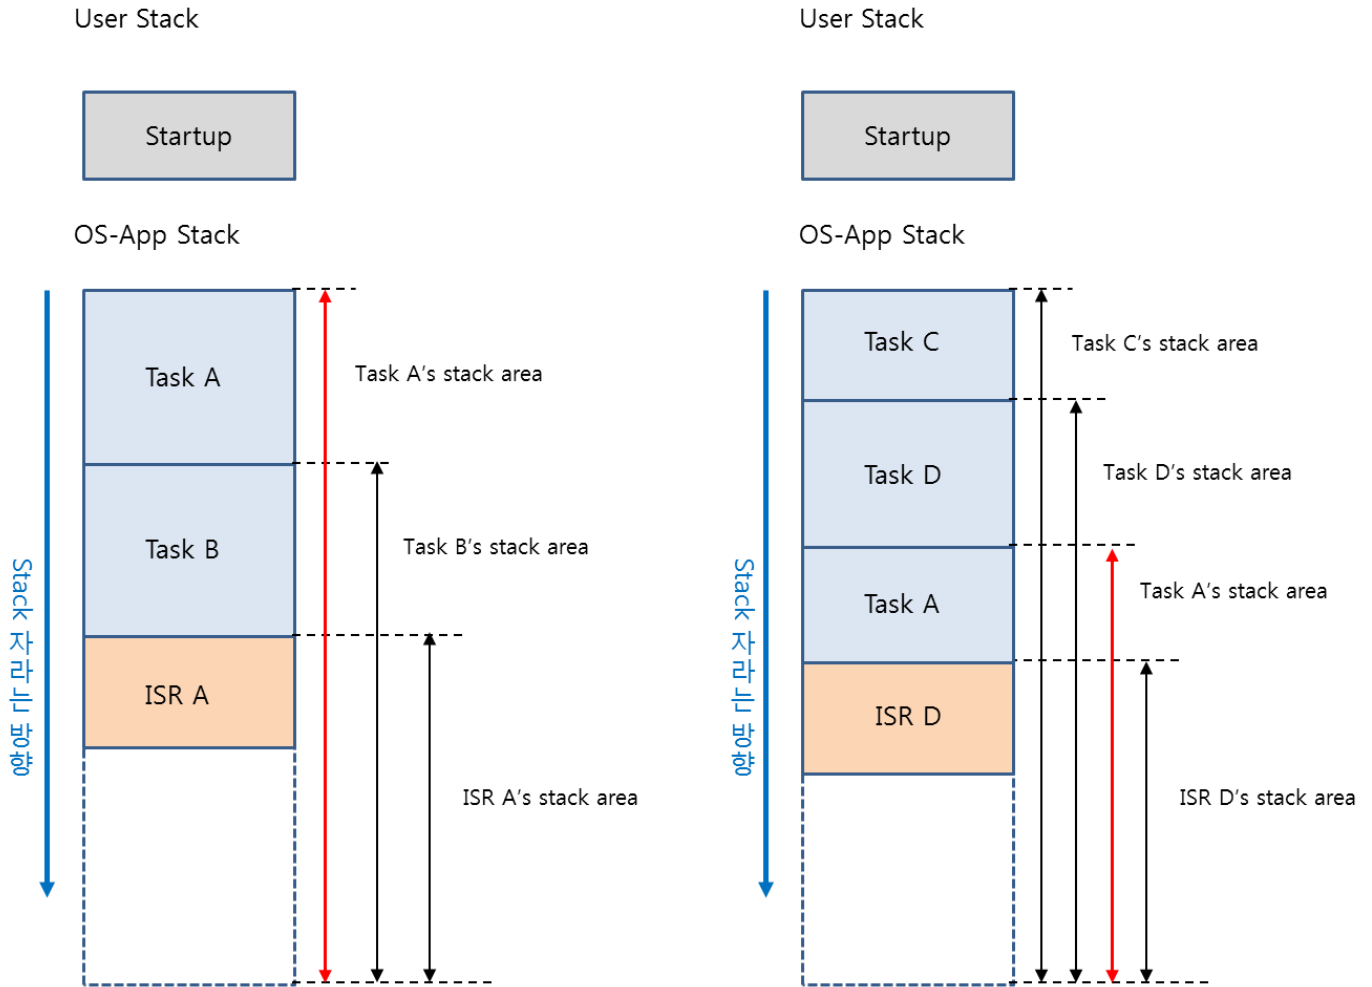 User Stack
Startup
OS-App Stack
Task A
Task A's stack area
Task B
Task B's stack area
ISR A
ISR A's stack area
Stack 자라는 방향
User Stack
Startup
OS-App Stack
Task C
Task C's stack area
Task D
Task D's stack area
Task A
Task A's stack area
ISR D
ISR D's stack area
Stack 자라는 방향